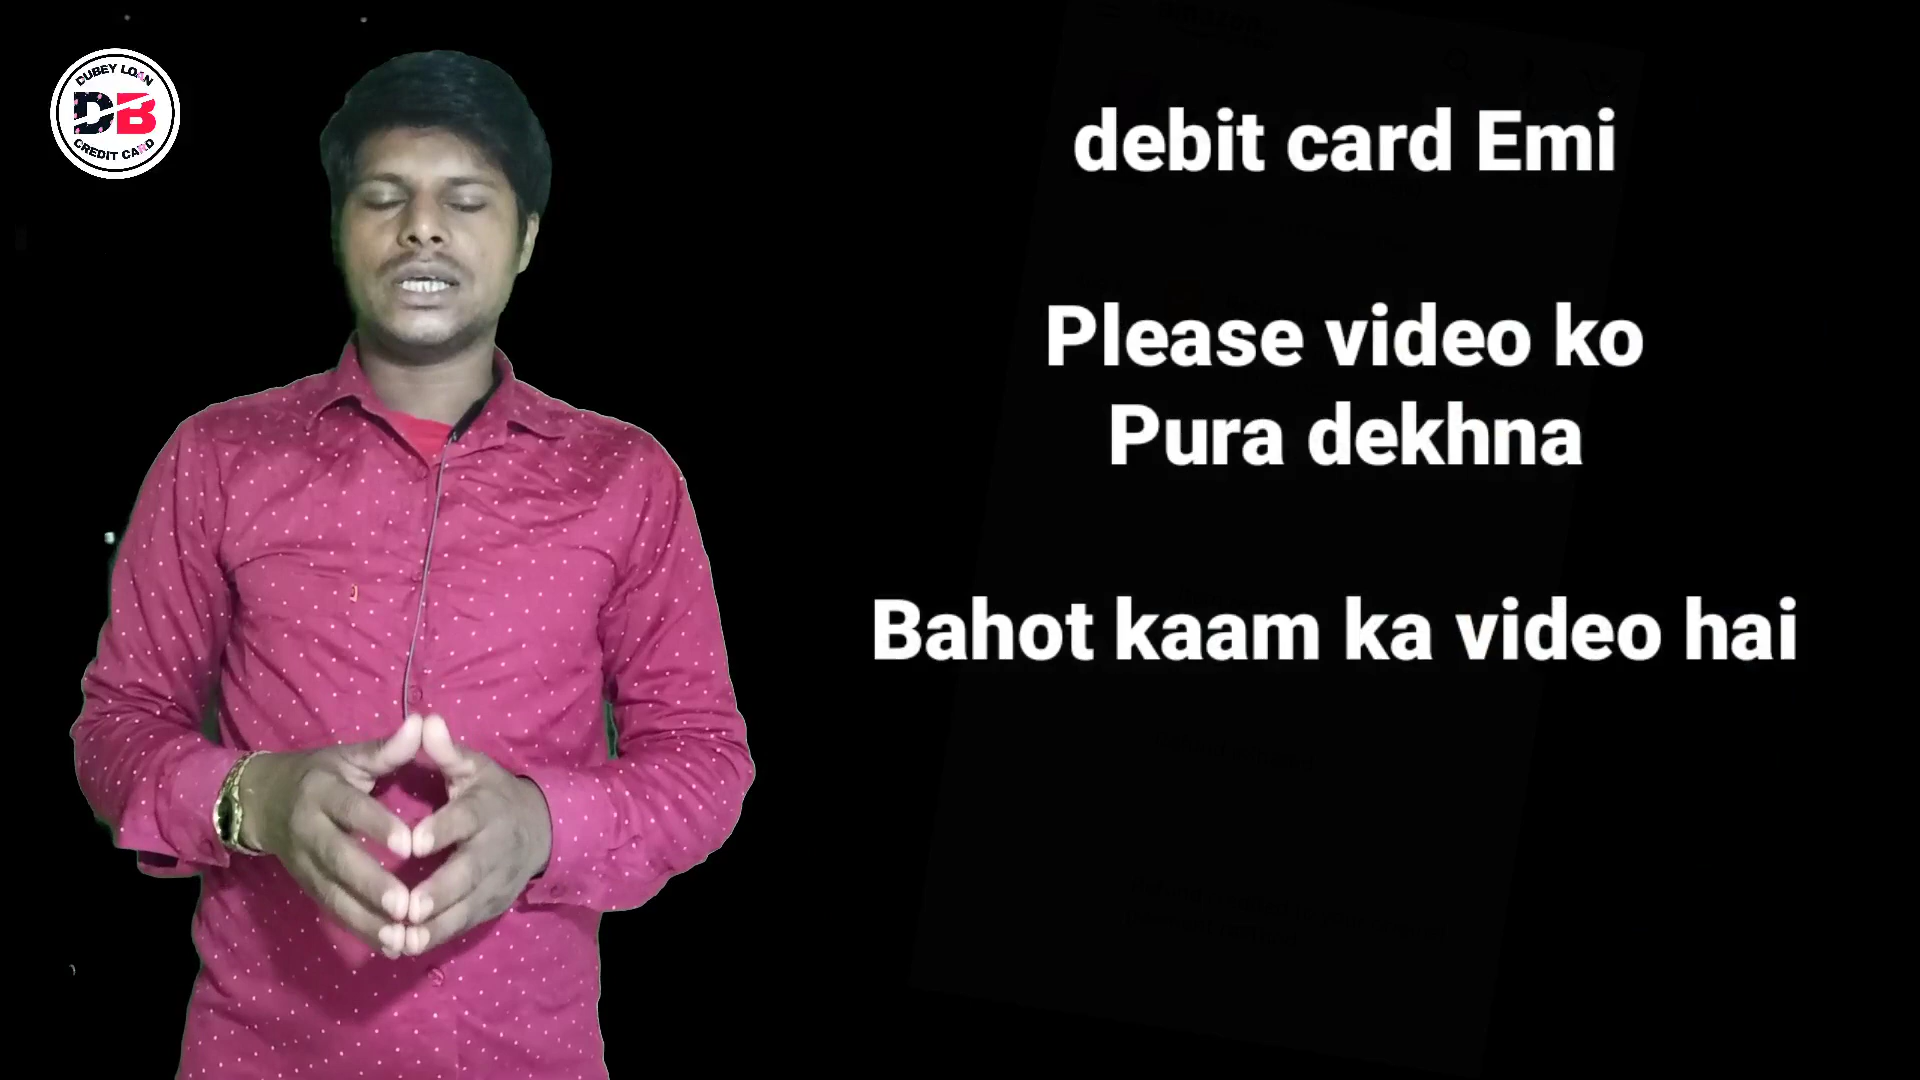 DUBEY LOAN
DB
CREDIT CARD
debit card Emi
Please video ko
Pura dekhna
Bahot kaam ka video hai